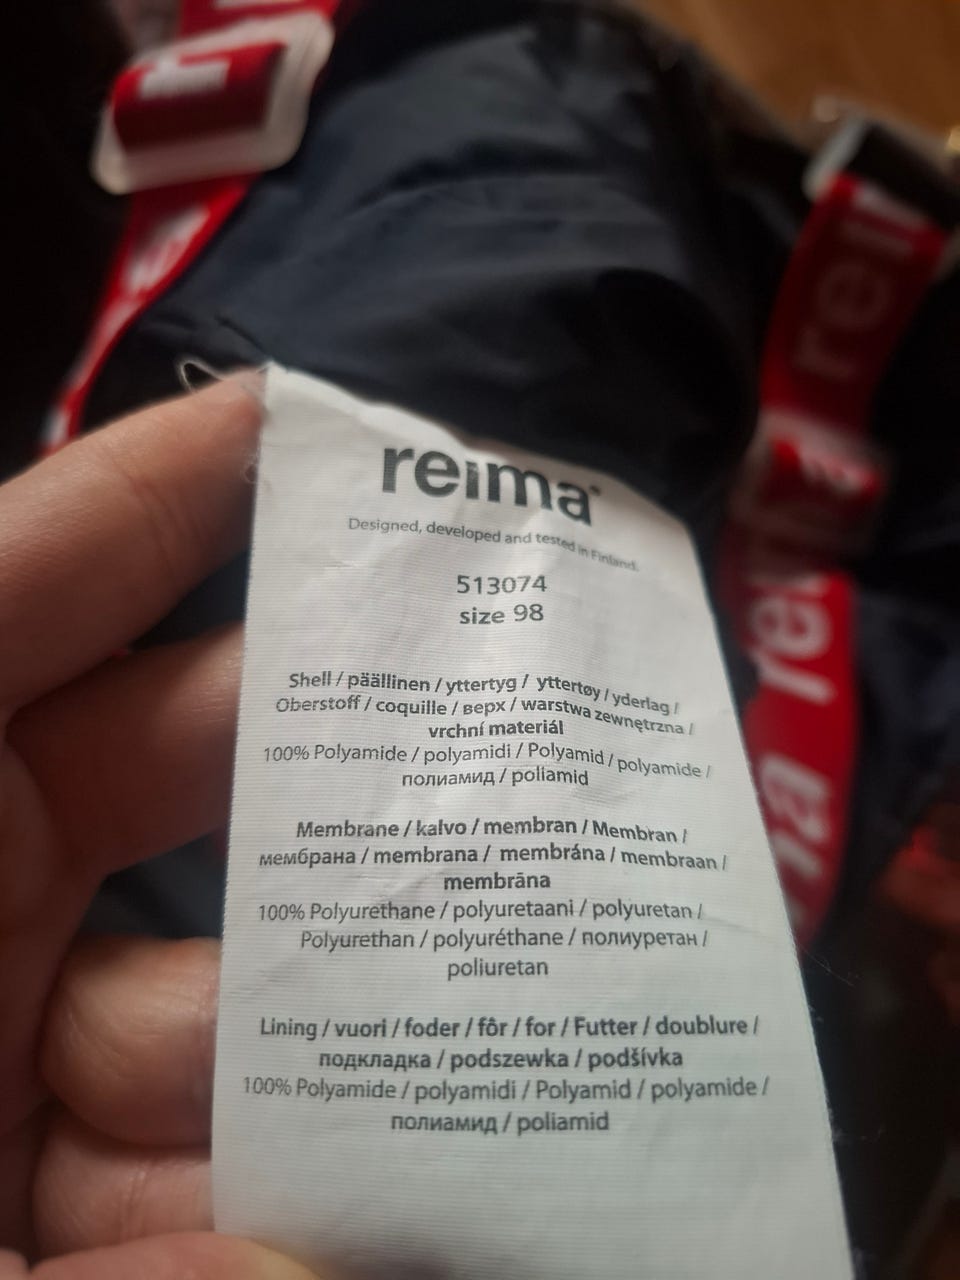 reima
Designed, developed and tested in Finland.
513074
size 98
Shell / päällinen / yttertyg / yttertøy / yderlag /
Oberstoff / coquille / верх / warstwa zewnętrzna /
vrchní materiál
100% Polyamide / polyamidi / Polyamid / polyamide /
полиамид / poliamid
Membrane / kalvo / membran / Membran /
мембрана / membrana / membrána / membraan /
membrāna
100% Polyurethane / polyuretaani / polyuretan /
Polyurethan / polyuréthane / полиуретан /
poliuretan
Lining / vuori / foder / fôr / for / Futter / doublure /
подкладка / podszewka / podšívka
100% Polyamide / polyamidi / Polyamid / polyamide /
полиамид / poliamid